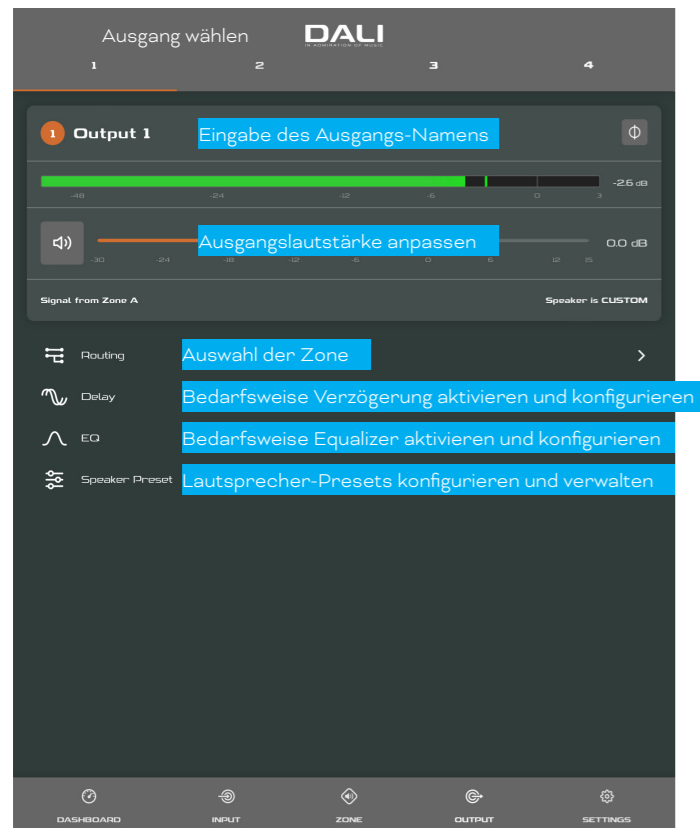 Ausgang wählen DALI
IN ADMIRATION OF MUSIC
1 2 3 4
1 Output 1 Eingabe des Ausgangs-Namens
-2.6 dB
-48 -24 -12 -6 0 3
Ausgangslautstärke anpassen 0.0 dB
-30 -24 -18 -12 -6 0 6 12 15
Signal from Zone A Speaker is CUSTOM
Routing Auswahl der Zone
Delay Bedarfsweise Verzögerung aktivieren und konfigurieren
EQ Bedarfsweise Equalizer aktivieren und konfigurieren
Speaker Preset Lautsprecher-Presets konfigurieren und verwalten
DASHBOARD INPUT ZONE OUTPUT SETTINGS